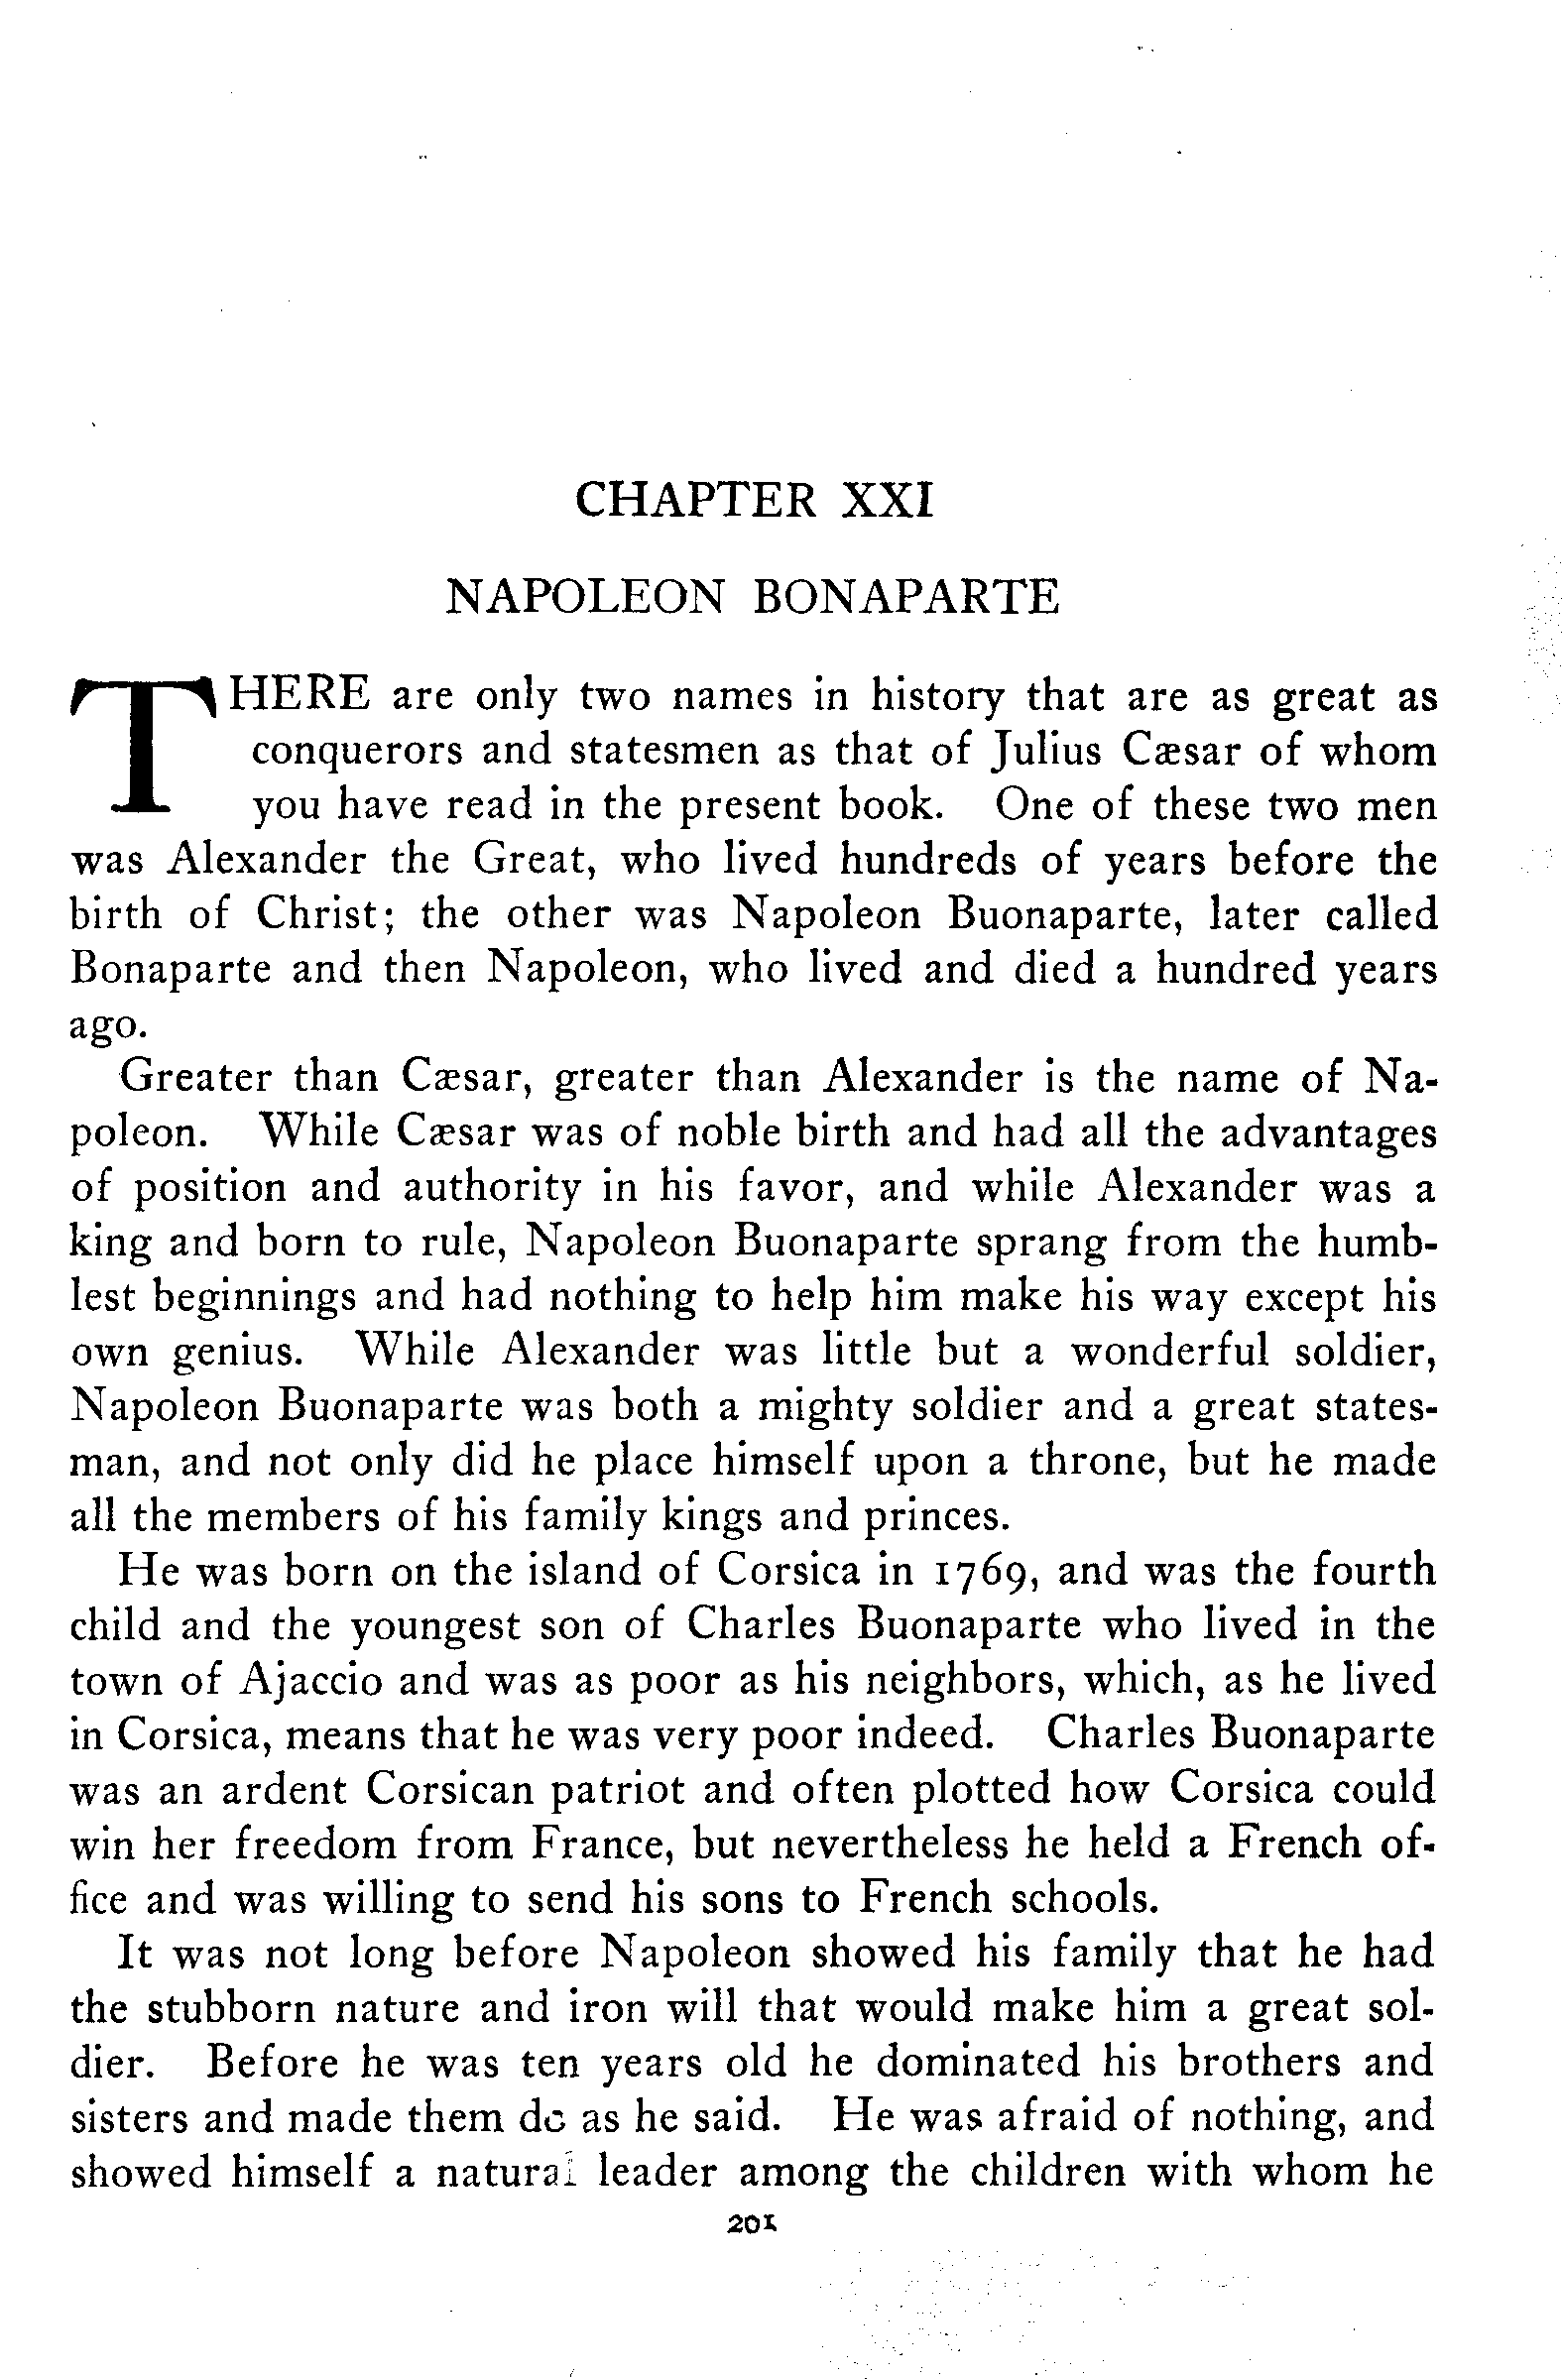 CHAPTER XXI
NAPOLEON BONAPARTE
THERE are only two names in history that are as great as
conquerors and statesmen as that of Julius Cæsar of whom
you have read in the present book. One of these two men
was Alexander the Great, who lived hundreds of years before the
birth of Christ; the other was Napoleon Buonaparte, later called
Bonaparte and then Napoleon, who lived and died a hundred years
ago.
Greater than Cæsar, greater than Alexander is the name of Na-
poleon. While Cæsar was of noble birth and had all the advantages
of position and authority in his favor, and while Alexander was a
king and born to rule, Napoleon Buonaparte sprang from the humb-
lest beginnings and had nothing to help him make his way except his
own genius. While Alexander was little but a wonderful soldier,
Napoleon Buonaparte was both a mighty soldier and a great states-
man, and not only did he place himself upon a throne, but he made
all the members of his family kings and princes.
He was born on the island of Corsica in 1769, and was the fourth
child and the youngest son of Charles Buonaparte who lived in the
town of Ajaccio and was as poor as his neighbors, which, as he lived
in Corsica, means that he was very poor indeed. Charles Buonaparte
was an ardent Corsican patriot and often plotted how Corsica could
win her freedom from France, but nevertheless he held a French of-
fice and was willing to send his sons to French schools.
It was not long before Napoleon showed his family that he had
the stubborn nature and iron will that would make him a great sol-
dier. Before he was ten years old he dominated his brothers and
sisters and made them do as he said. He was afraid of nothing, and
showed himself a natural leader among the children with whom he
201